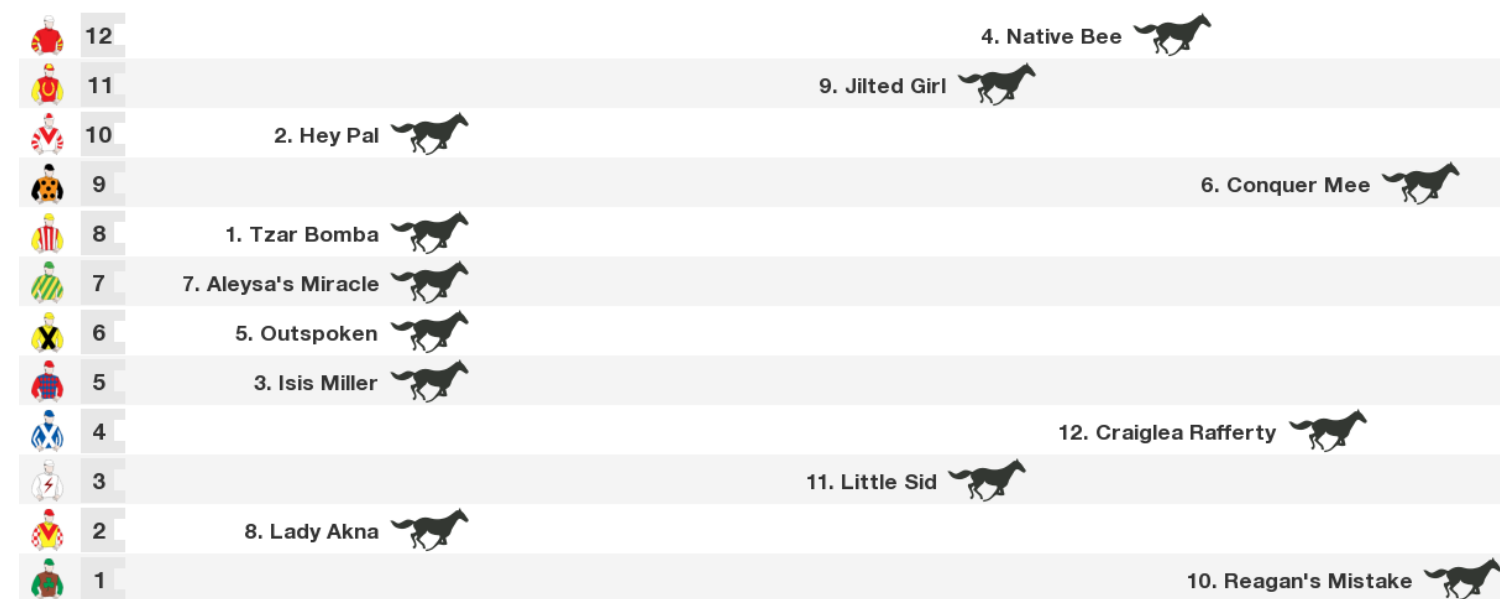 12 4. Native Bee
11 9. Jilted Girl
10 2. Hey Pal
9 6. Conquer Mee
8 1. Tzar Bomba
7 7. Aleysa's Miracle
6 5. Outspoken
5 3. Isis Miller
4 12. Craiglea Rafferty
3 11. Little Sid
2 8. Lady Akna
1 10. Reagan's Mistake